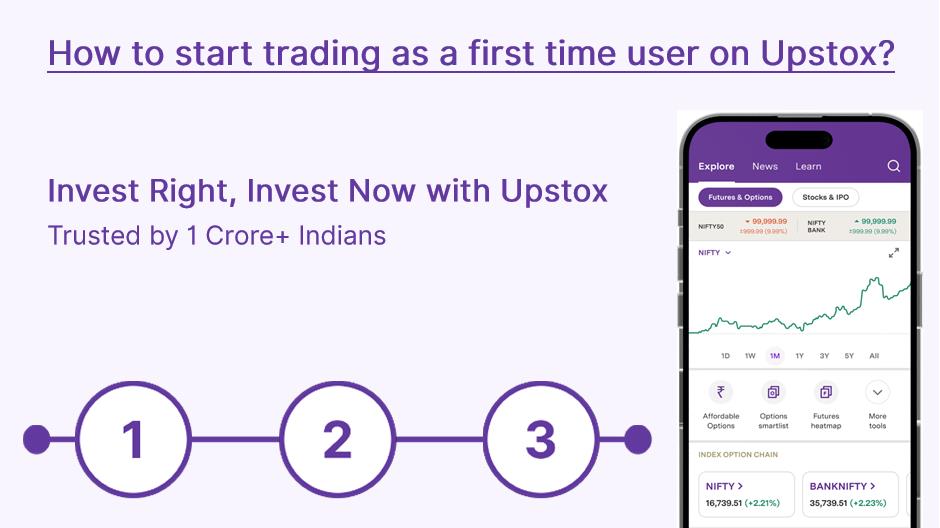 How to start trading as a first time user on Upstox?
Invest Right, Invest Now with Upstox
Trusted by 1 Crore+ Indians
1 2 3
Explore News Learn
Futures & Options Stocks & IPO
NIFTY50 99,999.99 NIFTY BANK 99,999.99
±999.99 (9.99%) ±999.99 (9.99%)
NIFTY
1D 1W 1M 1Y 3Y 5Y All
Affordable Options
Options smartlist
Futures heatmap
More tools
INDEX OPTION CHAIN
NIFTY > BANKNIFTY >
16,739.51 (+2.21%) 35,739.51 (+2.23%)